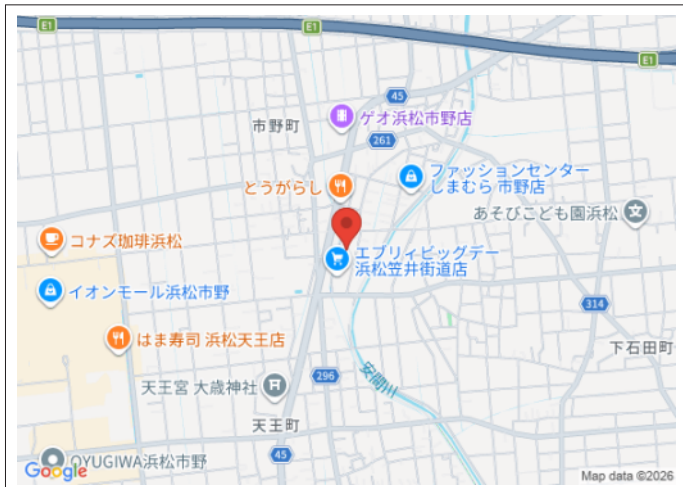 E1
E1
E1
45
ゲオ浜松市野店
市野町
261
ファッションセンター
しまむら 市野店
とうがらし
あそびこども園浜松
コナズ珈琲浜松
エブリィビッグデー
浜松笠井街道店
イオンモール浜松市野
314
はま寿司 浜松天王店
下石田町
296
安間川
天王宮 大歳神社
天王町
45
OYUGIWA浜松市野
Google
Map data ©2026